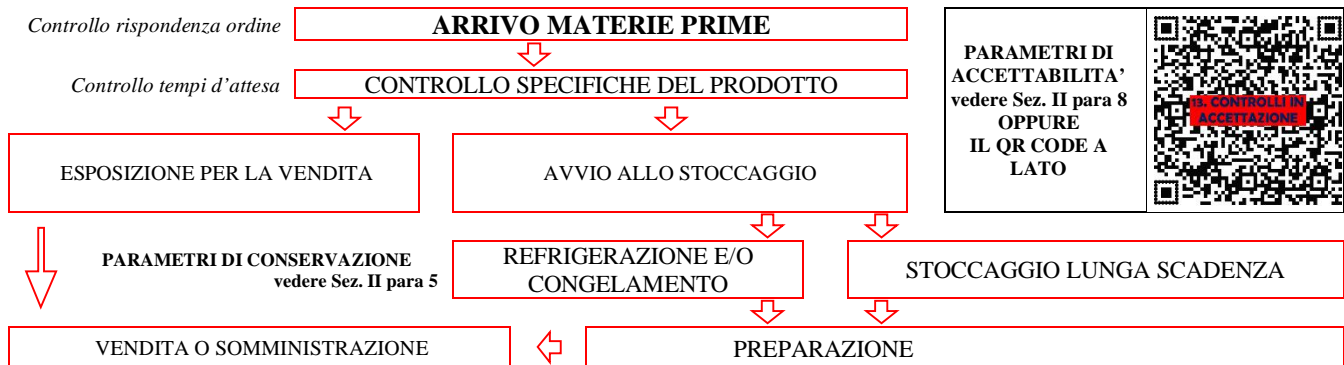 Controllo rispondenza ordine
ARRIVO MATERIE PRIME
Controllo tempi d'attesa
CONTROLLO SPECIFICHE DEL PRODOTTO
PARAMETRI DI
ACCETTABILITA’
vedere Sez. II para 8
OPPURE
IL QR CODE A
LATO
13. CONTROLLI IN
ACCETTAZIONE
ESPOSIZIONE PER LA VENDITA
AVVIO ALLO STOCCAGGIO
PARAMETRI DI CONSERVAZIONE
vedere Sez. II para 5
REFRIGERAZIONE E/O
CONGELAMENTO
STOCCAGGIO LUNGA SCADENZA
VENDITA O SOMMINISTRAZIONE
PREPARAZIONE